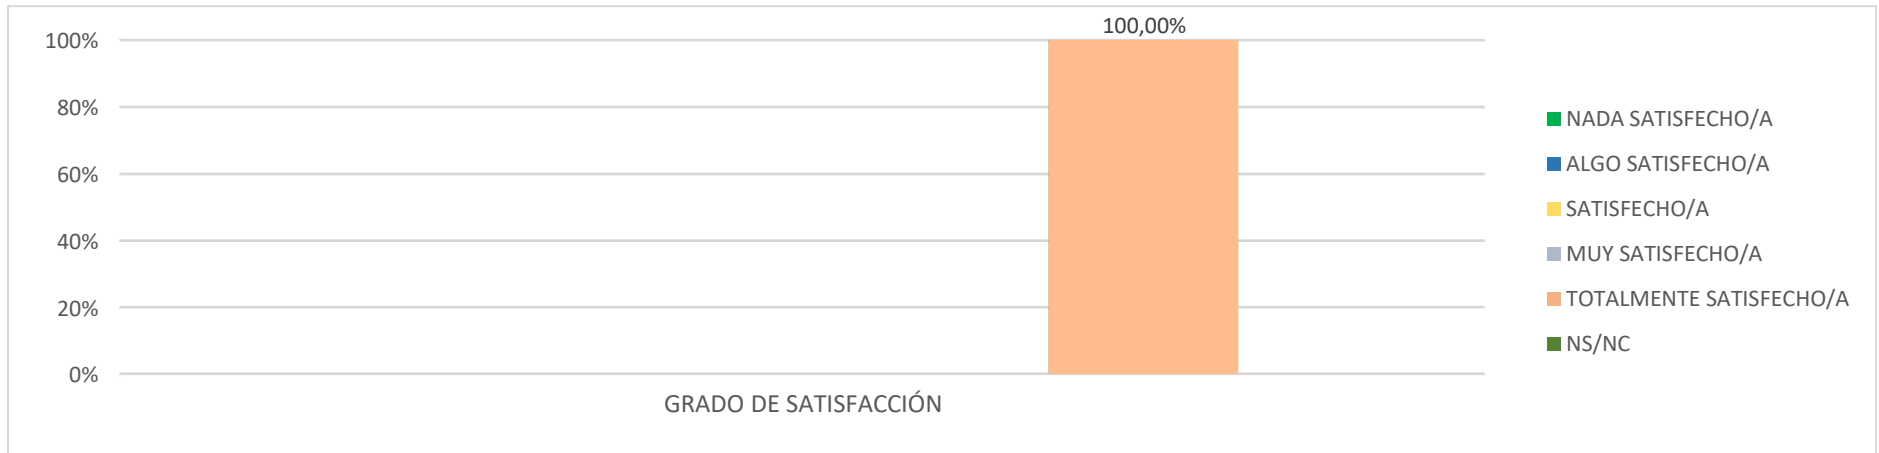 100,00%
100%
80%
60%
40%
20%
0%
GRADO DE SATISFACCIÓN
NADA SATISFECHO/A
ALGO SATISFECHO/A
SATISFECHO/A
MUY SATISFECHO/A
TOTALMENTE SATISFECHO/A
NS/NC